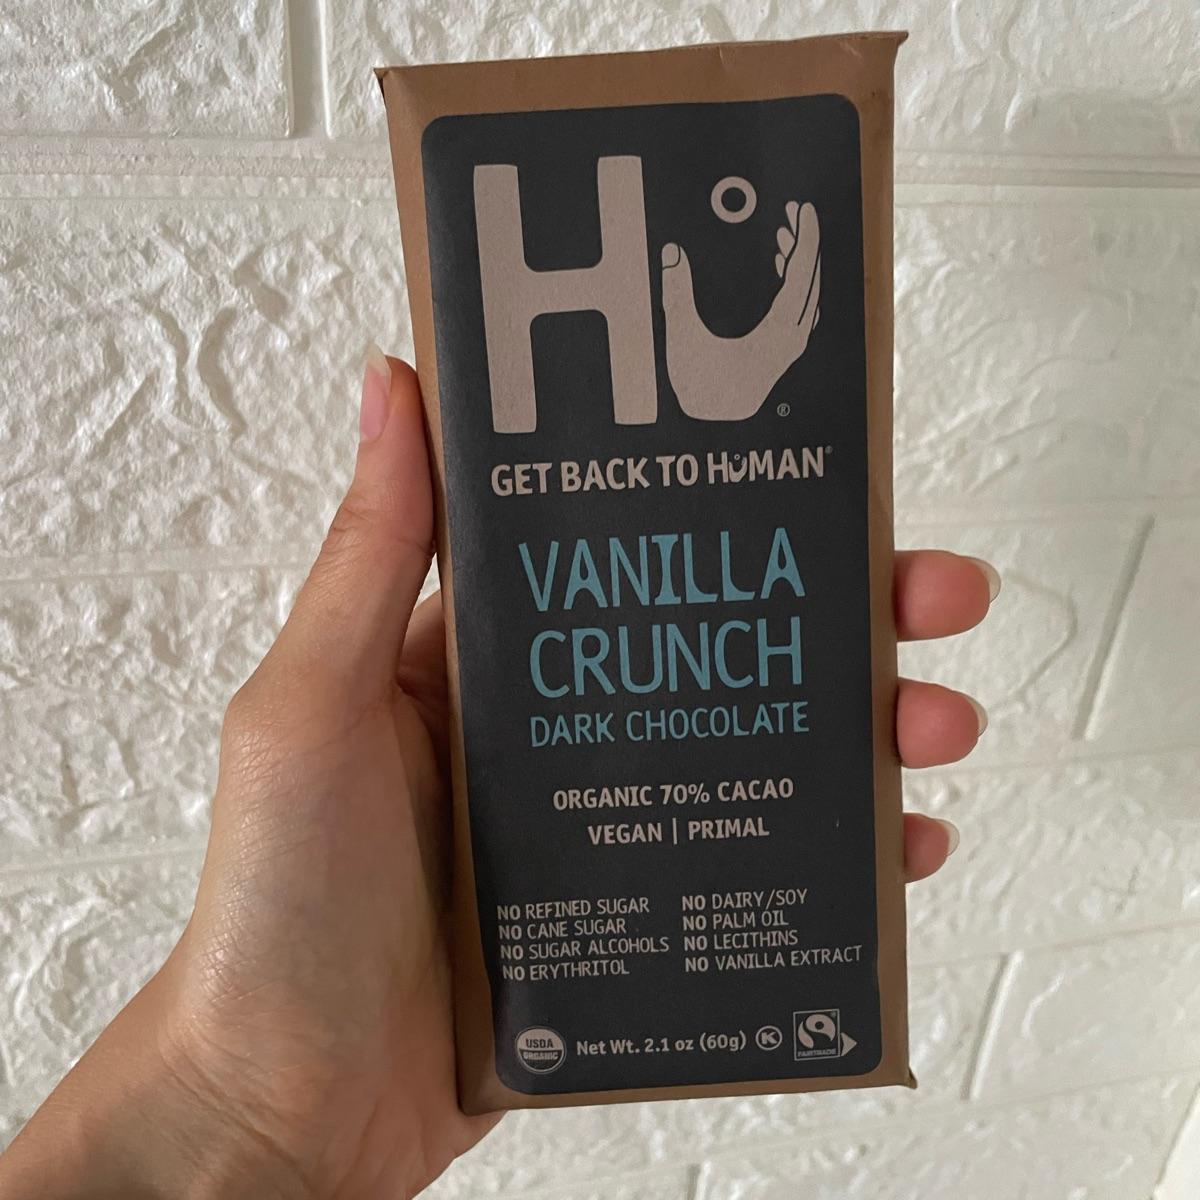 Hu
®
GET BACK TO HUMAN®
VANILLA
CRUNCH
DARK CHOCOLATE
ORGANIC 70% CACAO
VEGAN | PRIMAL
NO REFINED SUGAR
NO CANE SUGAR
NO SUGAR ALCOHOLS
NO ERYTHRITOL
NO DAIRY/SOY
NO PALM OIL
NO LECITHINS
NO VANILLA EXTRACT
USDA
ORGANIC
Net Wt. 2.1 oz (60g)
K
FAIRTRADE